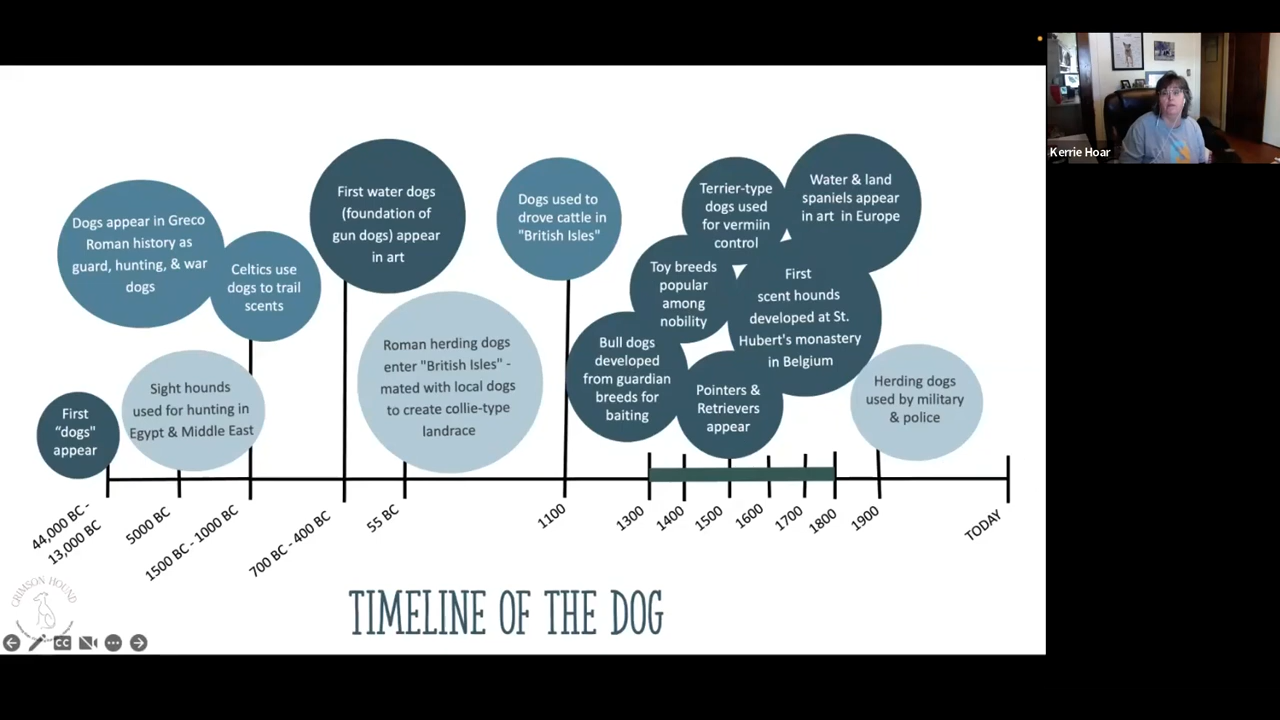 Kerrie Hoar
Dogs appear in Greco
Roman history as
guard, hunting, & war
dogs
Celtics use
dogs to trail
scents
First water dogs
(foundation of
gun dogs) appear
in art
Dogs used to
drove cattle in
"British Isles"
Terrier-type
dogs used
for vermiin
control
Water & land
spaniels appear
in art in Europe
Toy breeds
popular
among
nobility
First
scent hounds
developed at St.
Hubert's monastery
in Belgium
First
“dogs"
appear
Sight hounds
used for hunting in
Egypt & Middle East
Roman herding dogs
enter "British Isles" -
mated with local dogs
to create collie-type
landrace
Bull dogs
developed
from guardian
breeds for
baiting
Pointers &
Retrievers
appear
Herding dogs
used by military
& police
44,000 BC -
13,000 BC
5000 BC
1500 BC - 1000 BC
700 BC - 400 BC
55 BC
1100
1300
1400
1500
1600
1700
1800
1900
TODAY
TIMELINE OF THE DOG
CRIMSON HOUND
CC